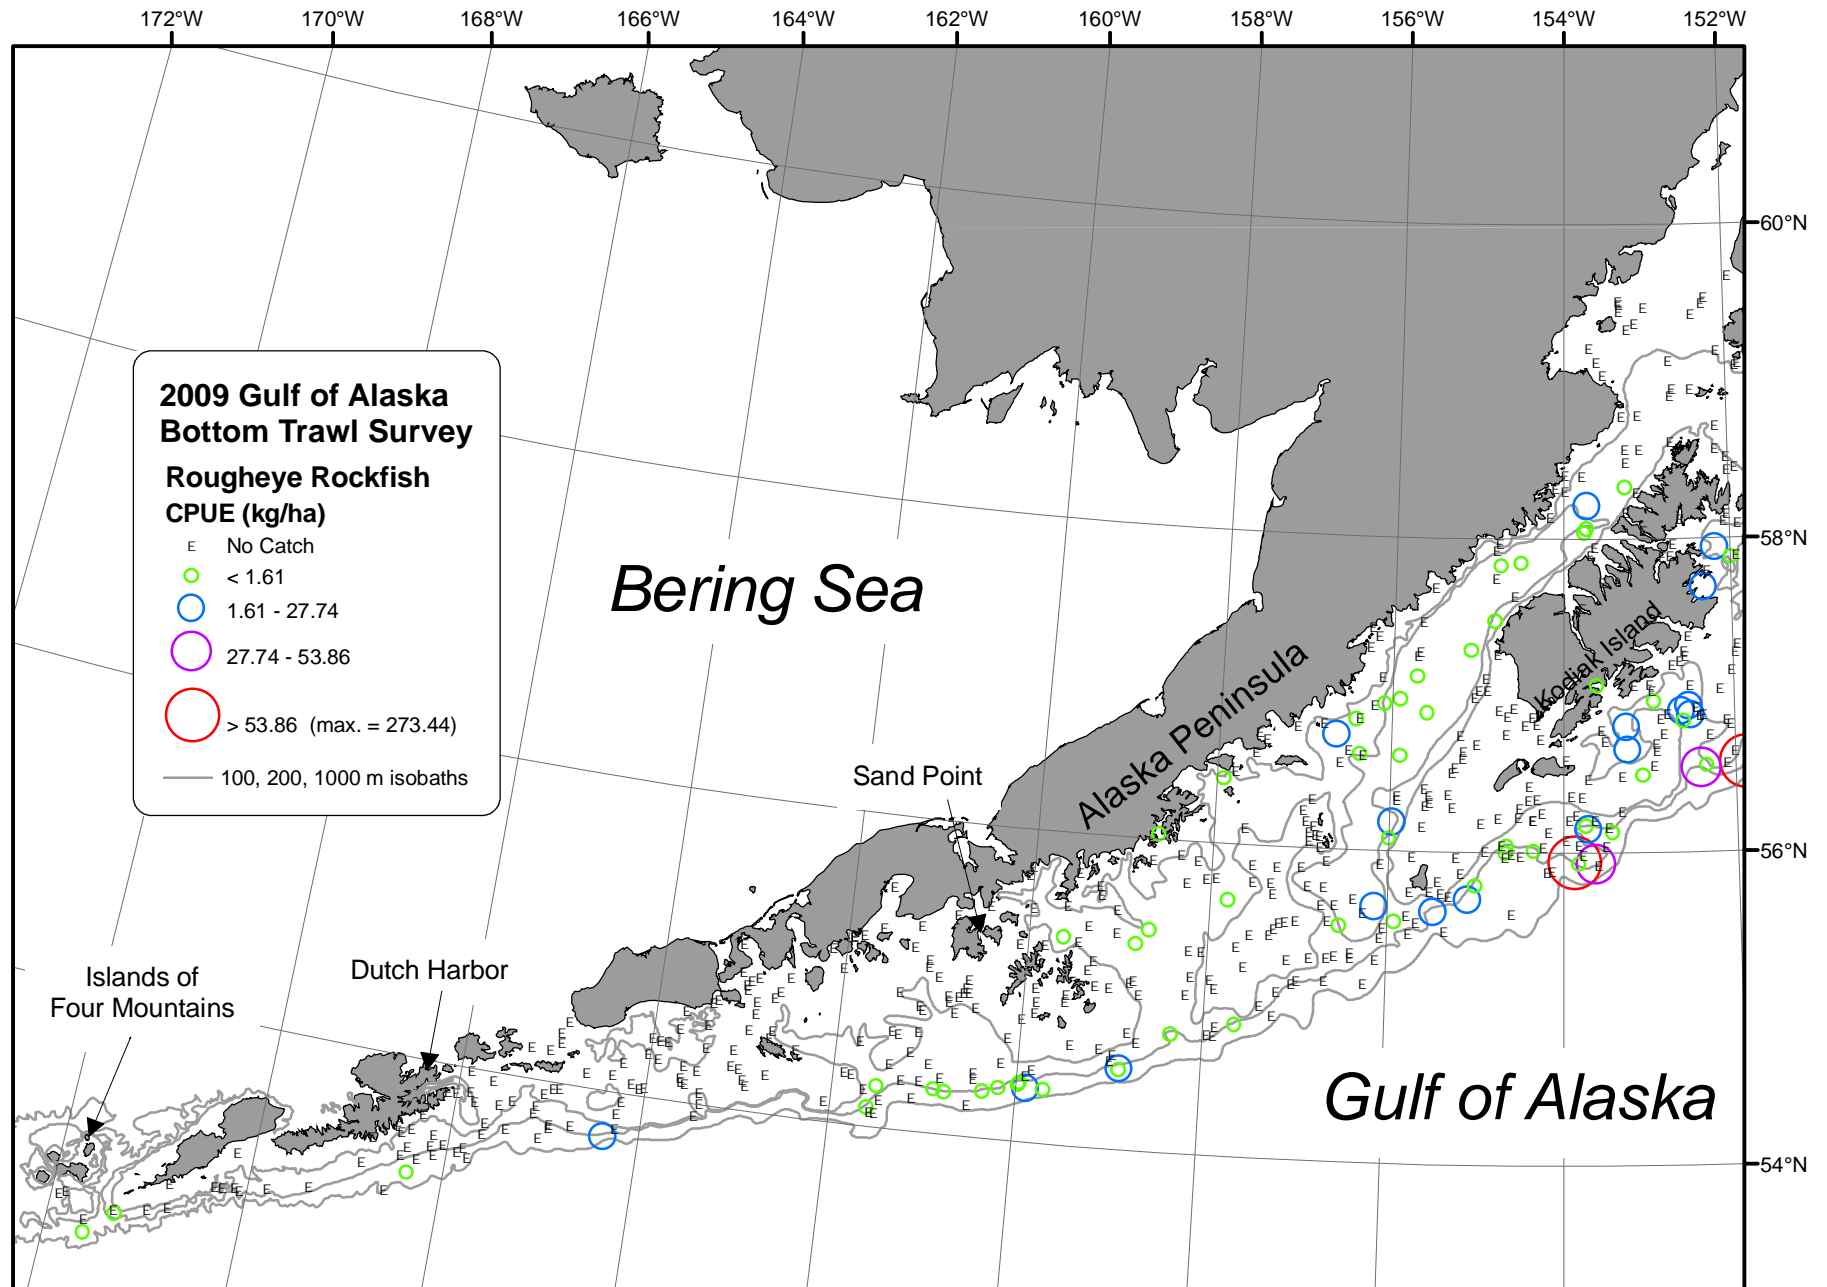 172°W 170°W 168°W 166°W 164°W 162°W 160°W 158°W 156°W 154°W 152°W
60°N
2009 Gulf of Alaska
Bottom Trawl Survey
Rougheye Rockfish
CPUE (kg/ha)
E No Catch
< 1.61
1.61 - 27.74
27.74 - 53.86
> 53.86 (max. = 273.44)
100, 200, 1000 m isobaths
58°N
Bering Sea
Kodiak Island
Alaska Peninsula
Sand Point
56°N
Islands of
Four Mountains
Dutch Harbor
Gulf of Alaska
54°N